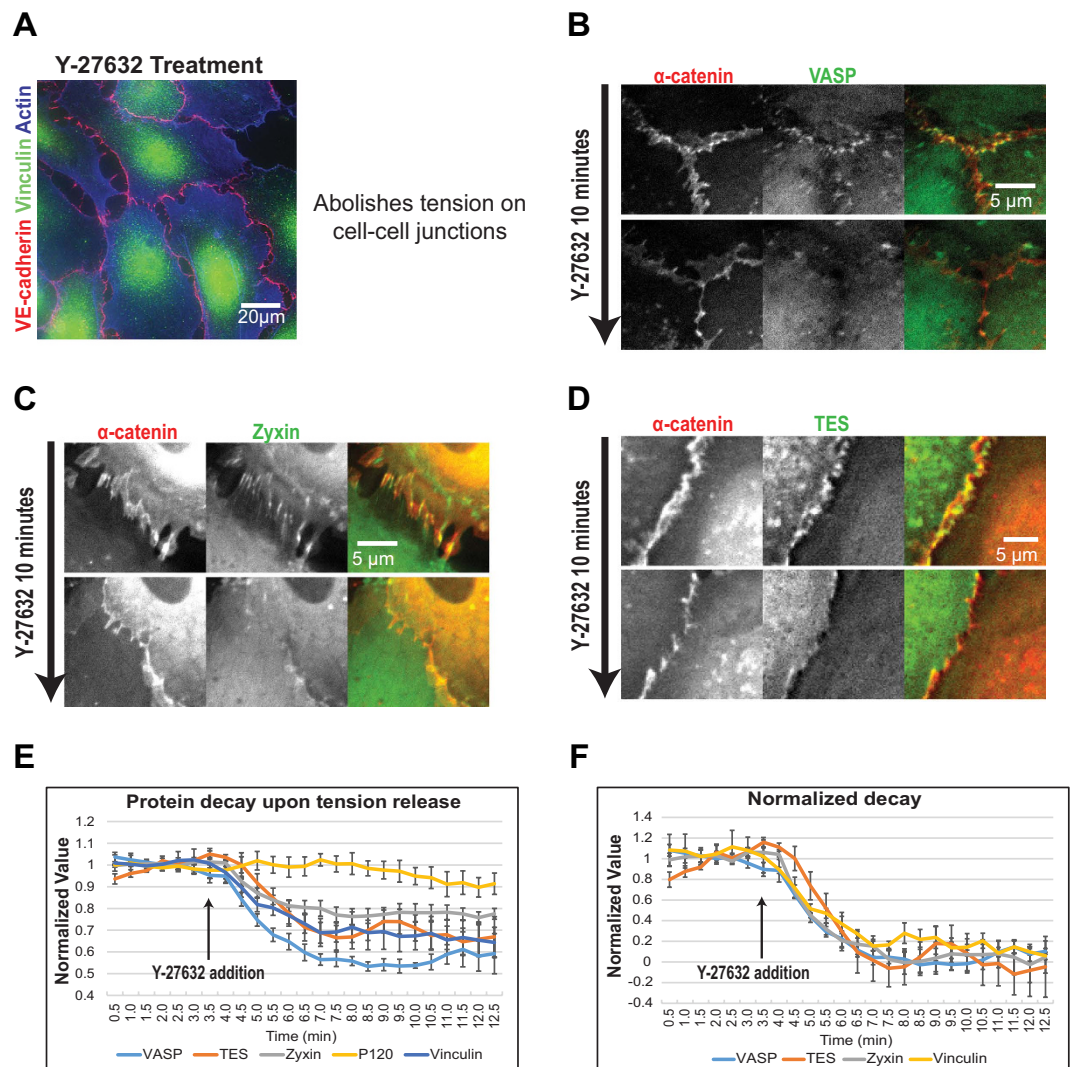 A
Y-27632 Treatment
VE-cadherin Vinculin Actin
20μm
Abolishes tension on
cell-cell junctions
B
α-catenin VASP
Y-27632 10 minutes
5 μm
C
α-catenin Zyxin
Y-27632 10 minutes
5 μm
D
α-catenin TES
Y-27632 10 minutes
5 μm
E
Protein decay upon tension release
Normalized Value
1.2
1.1
1
0.9
0.8
0.7
0.6
0.5
0.4
Y-27632 addition
0.5 1.0 1.5 2.0 2.5 3.0 3.5 4.0 4.5 5.0 5.5 6.0 6.5 7.0 7.5 8.0 8.5 9.0 9.5 10.0 10.5 11.0 11.5 12.0 12.5
Time (min)
VASP TES Zyxin P120 Vinculin
F
Normalized decay
Normalized Value
1.4
1.2
1
0.8
0.6
0.4
0.2
0
-0.2
-0.4
Y-27632 addition
0.5 1.0 1.5 2.0 2.5 3.0 3.5 4.0 4.5 5.0 5.5 6.0 6.5 7.0 7.5 8.0 8.5 9.0 9.5 10.0 10.5 11.0 11.5 12.0 12.5
Time (min)
VASP TES Zyxin Vinculin